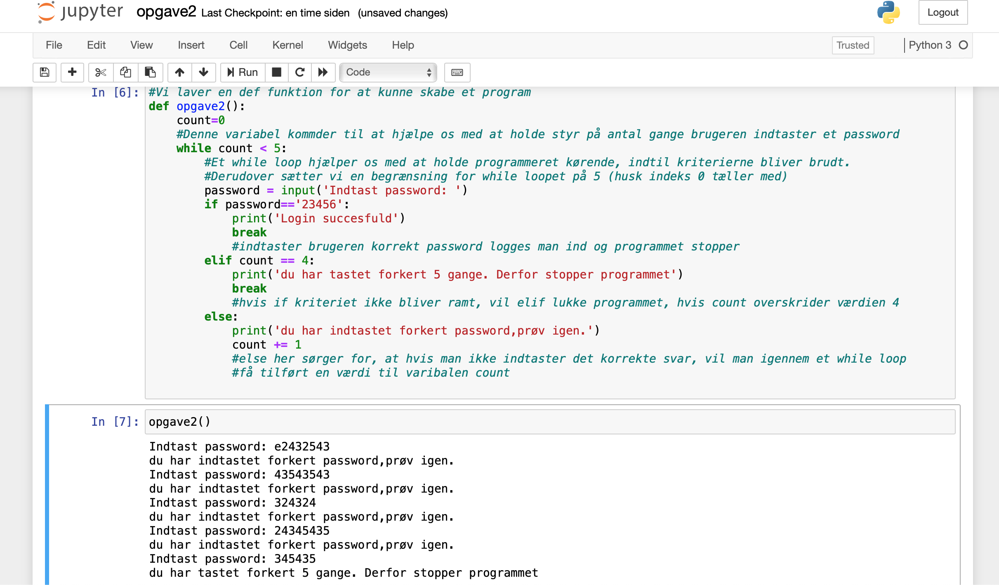 jupyter opgave2 Last Checkpoint: en time siden (unsaved changes) Logout
File Edit View Insert Cell Kernel Widgets Help Trusted Python 3
Run Code
In [6]: #Vi laver en def funktion for at kunne skabe et program
def opgave2():
    count=0
    #Denne variabel kommder til at hjælpe os med at holde styr på antal gange brugeren indtaster et password
    while count < 5:
        #Et while loop hjælper os med at holde programmeret kørende, indtil kriterierne bliver brudt.
        #Derudover sætter vi en begrænsning for while loopet på 5 (husk indeks 0 tæller med)
        password = input('Indtast password: ')
        if password=='23456':
            print('Login succesfuld')
            break
            #indtaster brugeren korrekt password logges man ind og programmet stopper
        elif count == 4:
            print('du har tastet forkert 5 gange. Derfor stopper programmet')
            break
            #hvis if kriteriet ikke bliver ramt, vil elif lukke programmet, hvis count overskrider værdien 4
        else:
            print('du har indtastet forkert password,prøv igen.')
            count += 1
            #else her sørger for, at hvis man ikke indtaster det korrekte svar, vil man igennem et while loop
            #få tilført en værdi til varibalen count
In [7]: opgave2()
Indtast password: e2432543
du har indtastet forkert password,prøv igen.
Indtast password: 43543543
du har indtastet forkert password,prøv igen.
Indtast password: 324324
du har indtastet forkert password,prøv igen.
Indtast password: 24345435
du har indtastet forkert password,prøv igen.
Indtast password: 345435
du har tastet forkert 5 gange. Derfor stopper programmet